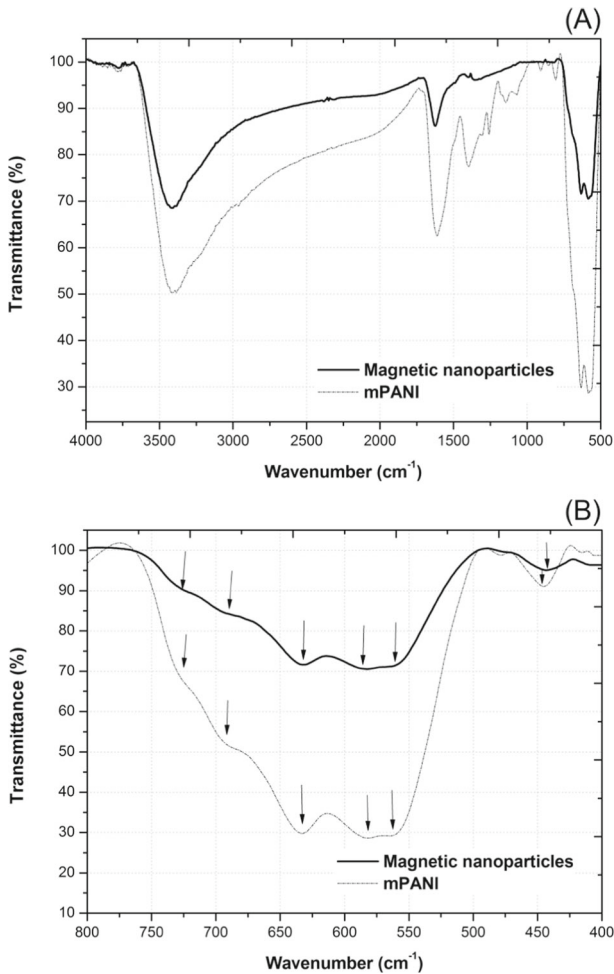 (A)
100
90
80
70
60
50
40
30
Transmittance (%)
Magnetic nanoparticles
mPANI
4000 3500 3000 2500 2000 1500 1000 500
Wavenumber (cm⁻¹)
(B)
100
90
80
70
60
50
40
30
20
10
Transmittance (%)
Magnetic nanoparticles
mPANI
800 750 700 650 600 550 500 450 400
Wavenumber (cm⁻¹)